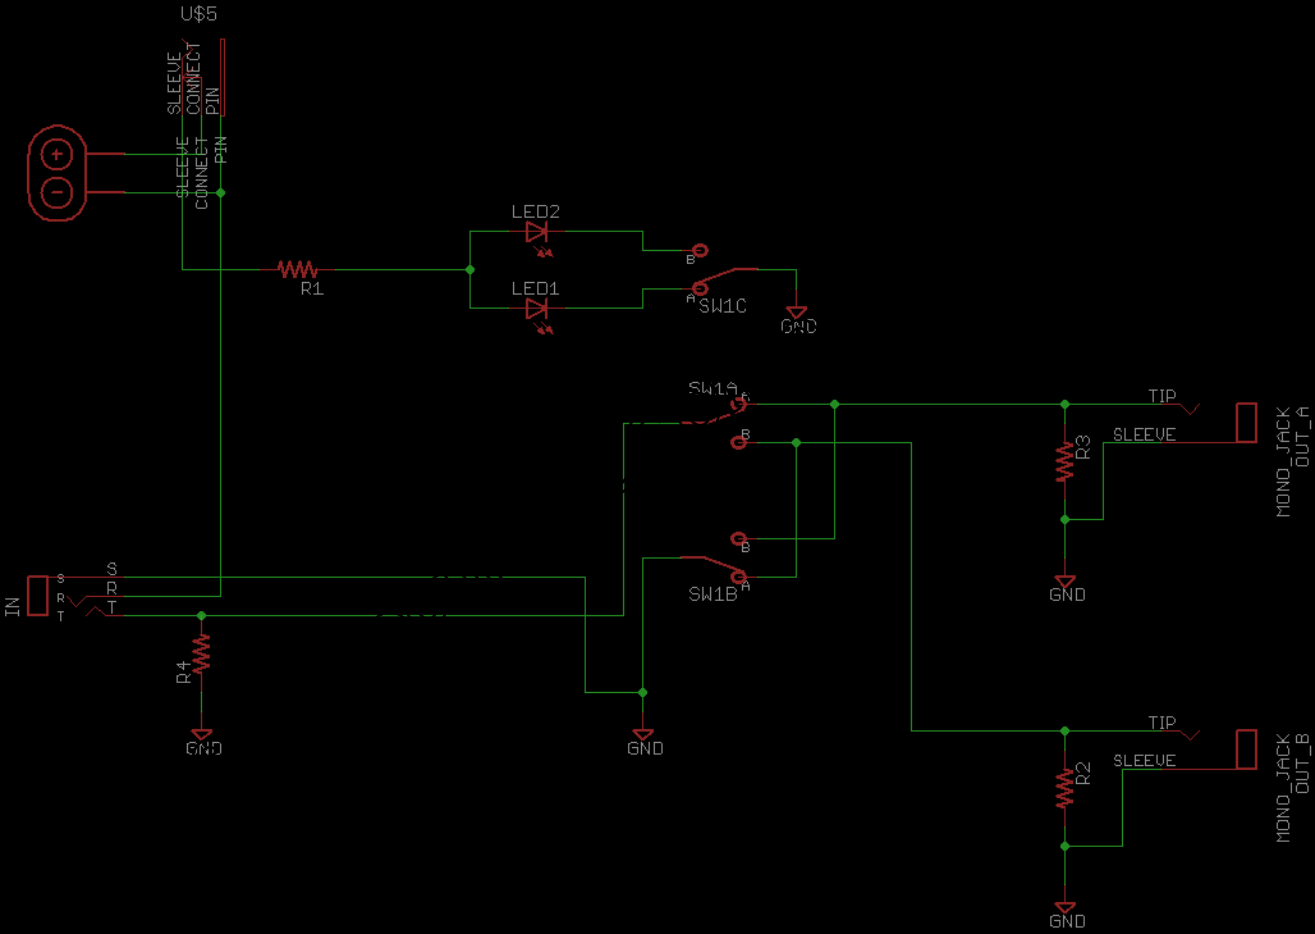 U$5
SLEEVE
CONNECT
PIN
SLEEVE
CONNECT
PIN
+
-
LED2
B
R1
LED1
A
SW1C
GND
SW1A
A
B
TIP
SLEEVE
R3
MONO_JACK
OUT_A
B
SW1B
A
GND
IN
S
R
T
S
R
T
R4
GND
GND
TIP
SLEEVE
R2
MONO_JACK
OUT_B
GND